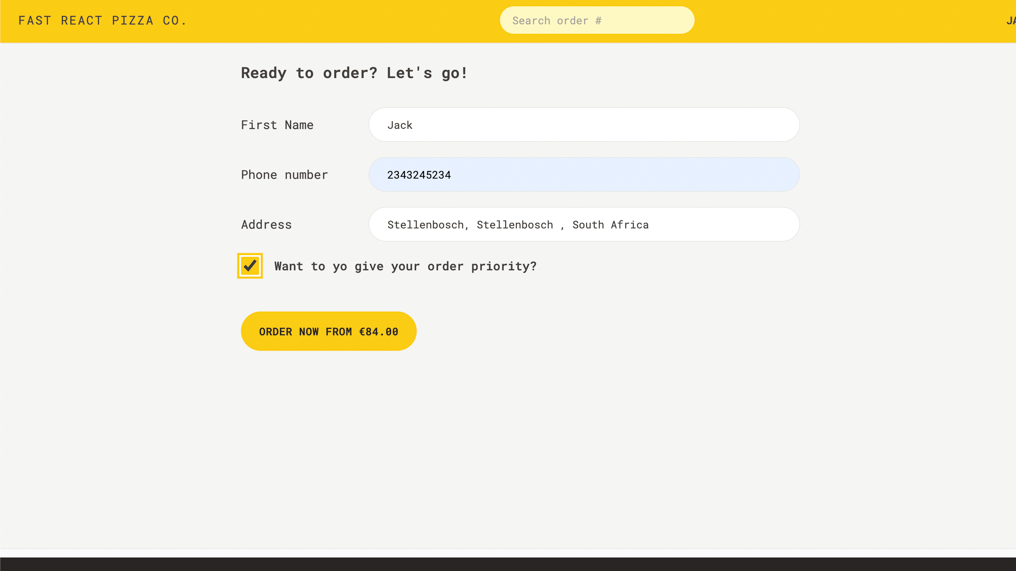 FAST REACT PIZZA CO.
Search order #
JA
Ready to order? Let's go!
First Name
Jack
Phone number
2343245234
Address
Stellenbosch, Stellenbosch , South Africa
Want to yo give your order priority?
ORDER NOW FROM €84.00